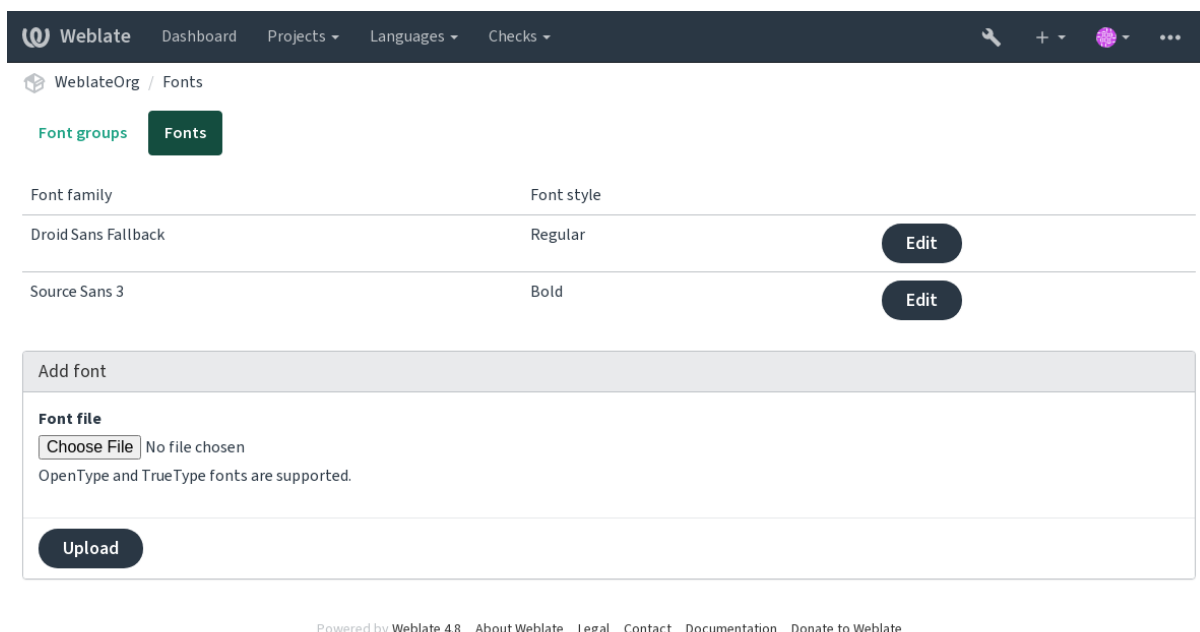 Weblate Dashboard Projects Languages Checks
WeblateOrg / Fonts
Font groups Fonts
Font family Font style
Droid Sans Fallback Regular Edit
Source Sans 3 Bold Edit
Add font
Font file
Choose File No file chosen
OpenType and TrueType fonts are supported.
Upload
Powered by Weblate 4.8 About Weblate Legal Contact Documentation Donate to Weblate